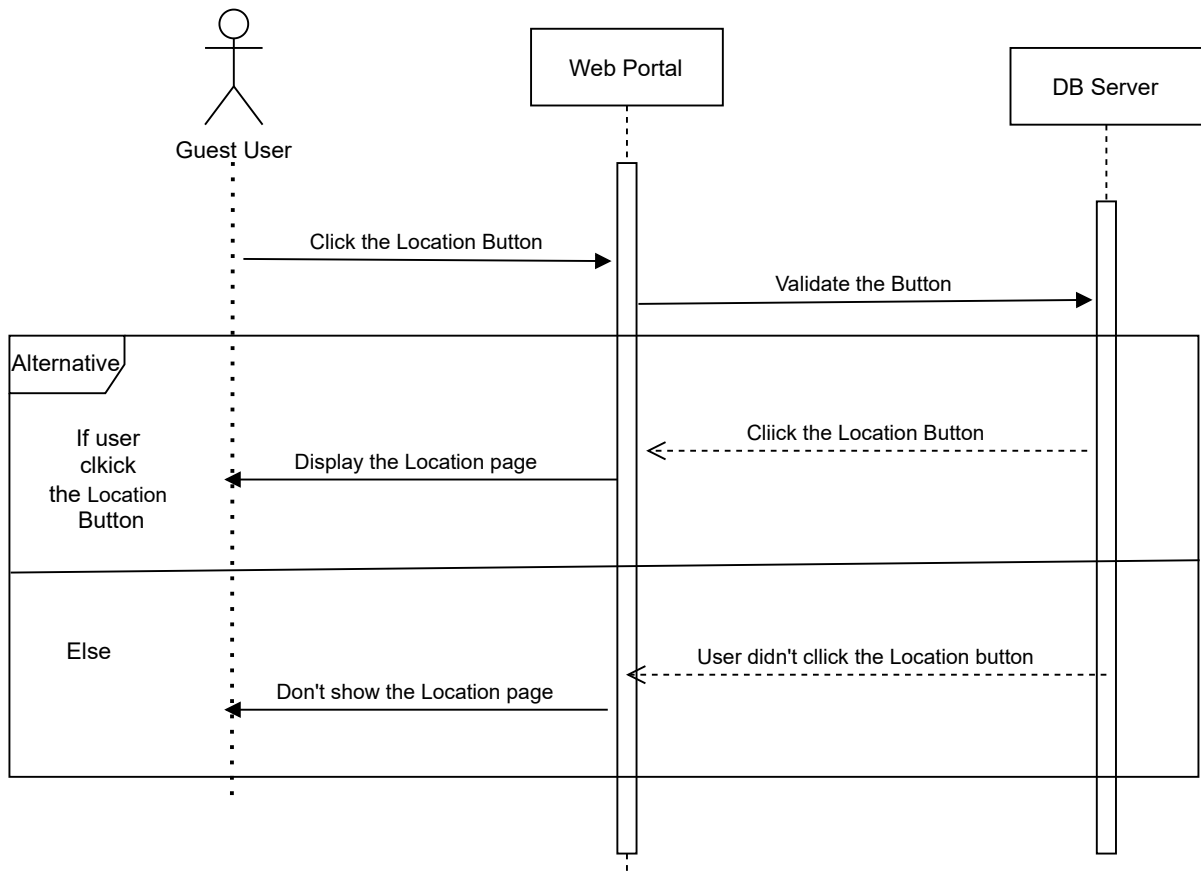 Web Portal
DB Server
Guest User
Click the Location Button
Validate the Button
Alternative
Cliick the Location Button
If user
clkick
the Location
Button
Display the Location page
Else
User didn't cllick the Location button
Don't show the Location page